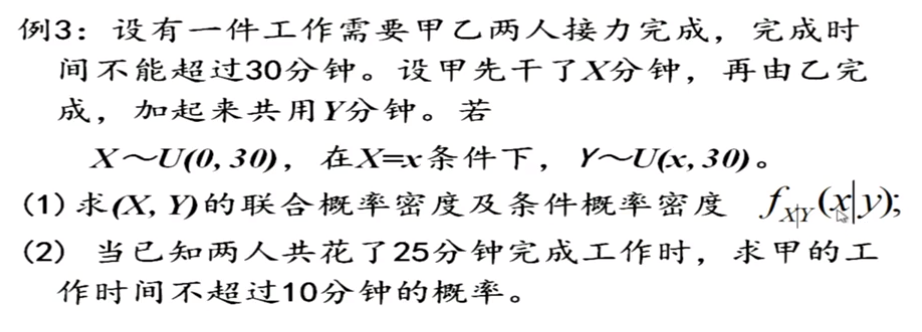 例3：设有一件工作需要甲乙两人接力完成，完成时
间不能超过30分钟。设甲先干了X分钟，再由乙完
成，加起来共用Y分钟。若
X～U(0, 30)，在X=x条件下，Y～U(x, 30)。
(1) 求(X, Y)的联合概率密度及条件概率密度 f_{X|Y}(x|y);
(2) 当已知两人共花了25分钟完成工作时，求甲的工
作时间不超过10分钟的概率。